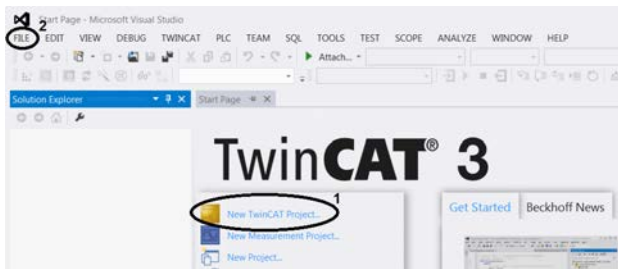 Start Page - Microsoft Visual Studio
2
FILE EDIT VIEW DEBUG TWINCAT PLC TEAM SQL TOOLS TEST SCOPE ANALYZE WINDOW HELP
Attach...
Solution Explorer
Start Page
TwinCAT® 3
1
New TwinCAT Project...
Get Started Beckhoff News
New Measurement Project...
New Project...